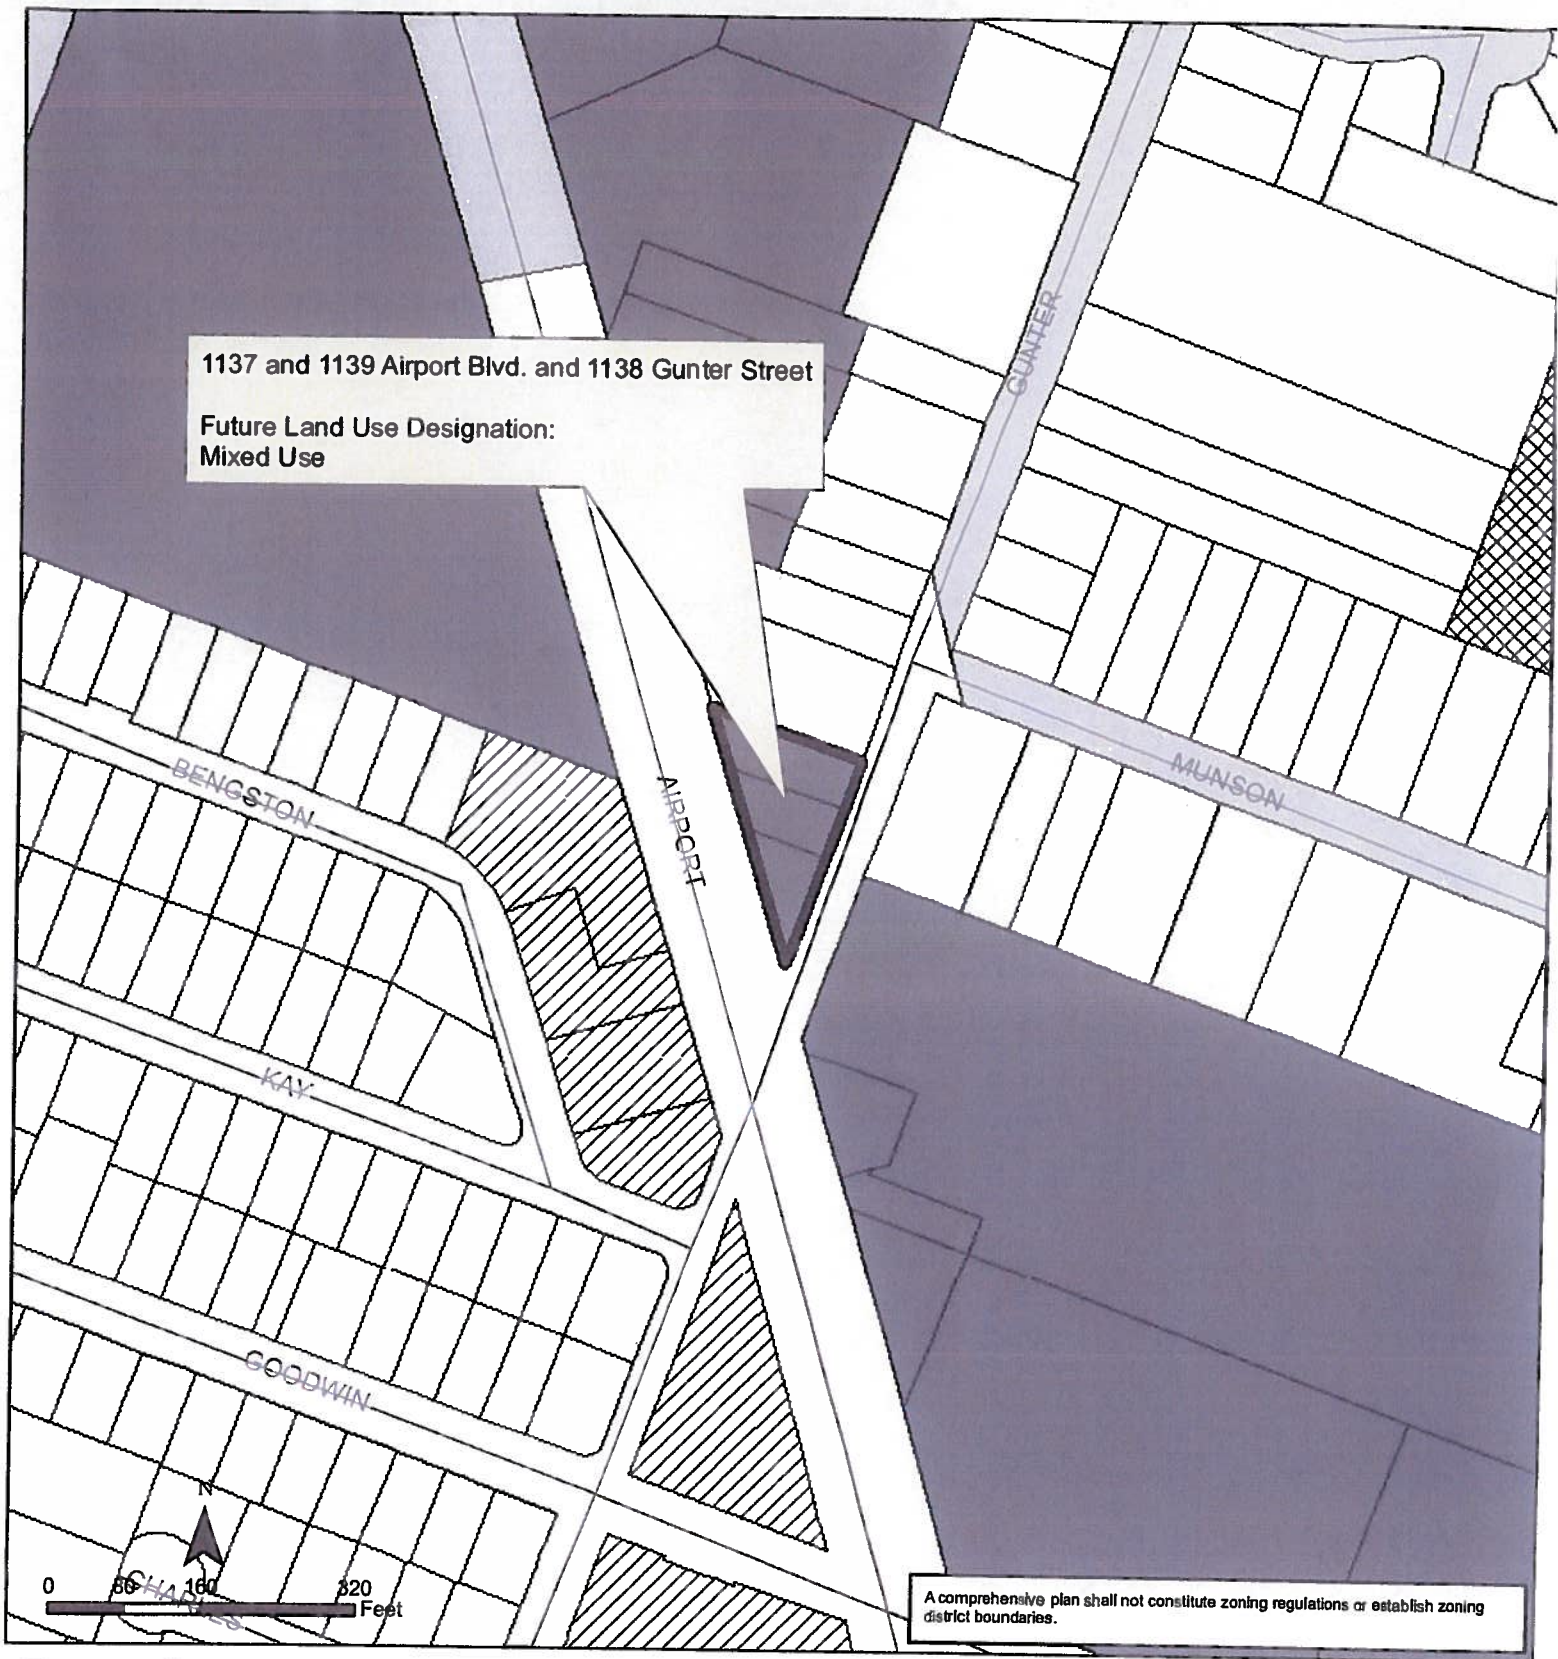 1137 and 1139 Airport Blvd. and 1138 Gunter Street
Future Land Use Designation:
Mixed Use
GUNTER
MUNSON
AIRPORT
BENGSTON
KAY
GOODWIN
N
CHARLES
0 80 160 320
Feet
A comprehensive plan shall not constitute zoning regulations or establish zoning
district boundaries.